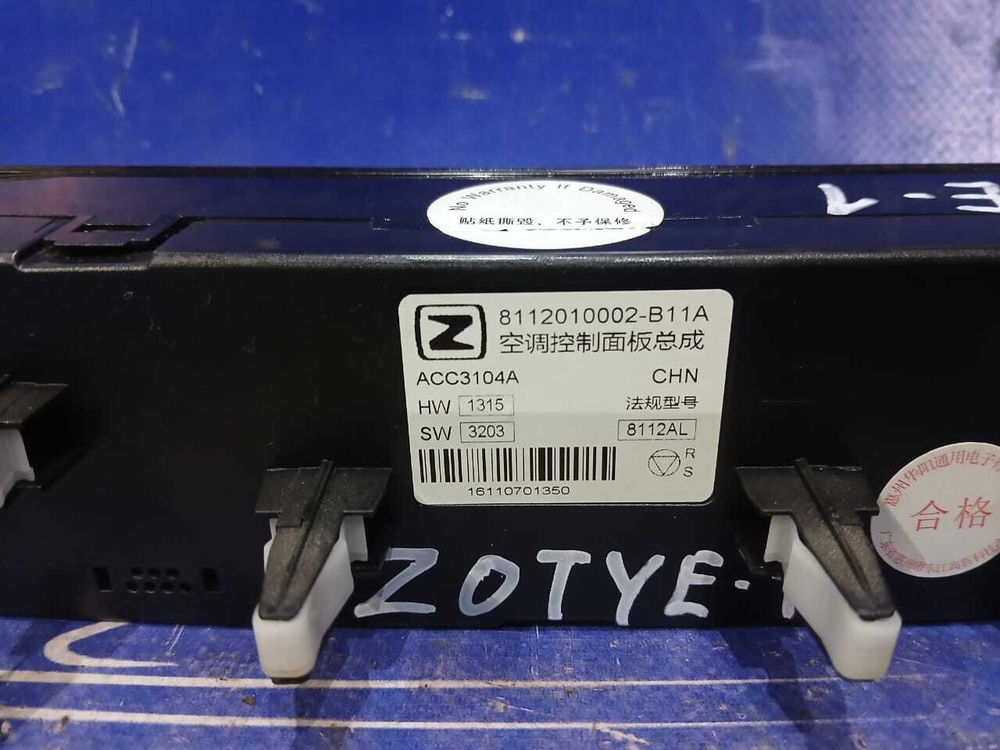 No Warranty If Damaged
贴纸撕毁，不予保修
Z
8112010002-B11A
空调控制面板总成
ACC3104A
CHN
HW 1315
法规型号
SW 3203
8112AL
R
S
16110701350
合格
ZOTYE-